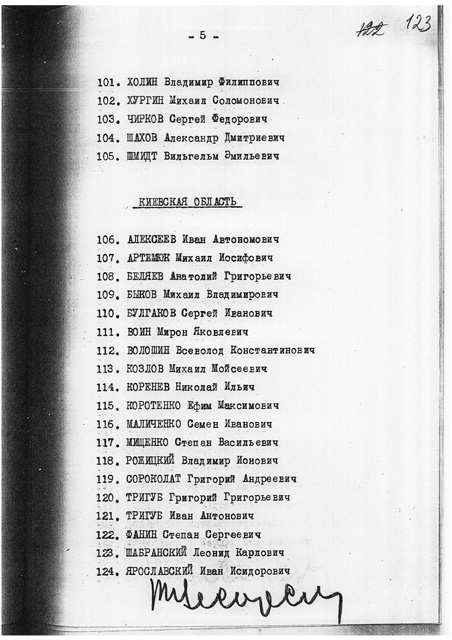 - 5 -
122 123
101. ХОЛИН Владимир Филиппович
102. ХУРГИН Михаил Соломонович
103. ЧИРКОВ Сергей Федорович
104. ШАХОВ Александр Дмитриевич
105. ШМИДТ Вильгельм Эмильевич
КИЕВСКАЯ ОБЛАСТЬ
106. АЛЕКСЕЕВ Иван Автономович
107. АРТЕМЮК Михаил Иосифович
108. БЕЛЯЕВ Анатолий Григорьевич
109. БЫКОВ Михаил Владимирович
110. БУЛГАКОВ Сергей Иванович
111. ВОИН Мирон Яковлевич
112. ВОЛОШИН Всеволод Константинович
113. КОЗЛОВ Михаил Мойсеевич
114. КОРЕНЕВ Николай Ильич
115. КОРОТЕНКО Ефим Максимович
116. МАЛИЧЕНКО Семен Иванович
117. МИЩЕНКО Степан Васильевич
118. РОЖИЦКИЙ Владимир Ионович
119. СОРОКОЛАТ Григорий Андреевич
120. ТРИГУБ Григорий Григорьевич
121. ТРИГУБ Иван Антонович
122. ФАНИН Степан Сергеевич
123. ШАБРАНСКИЙ Леонид Карлович
124. ЯРОСЛАВСКИЙ Иван Исидорович